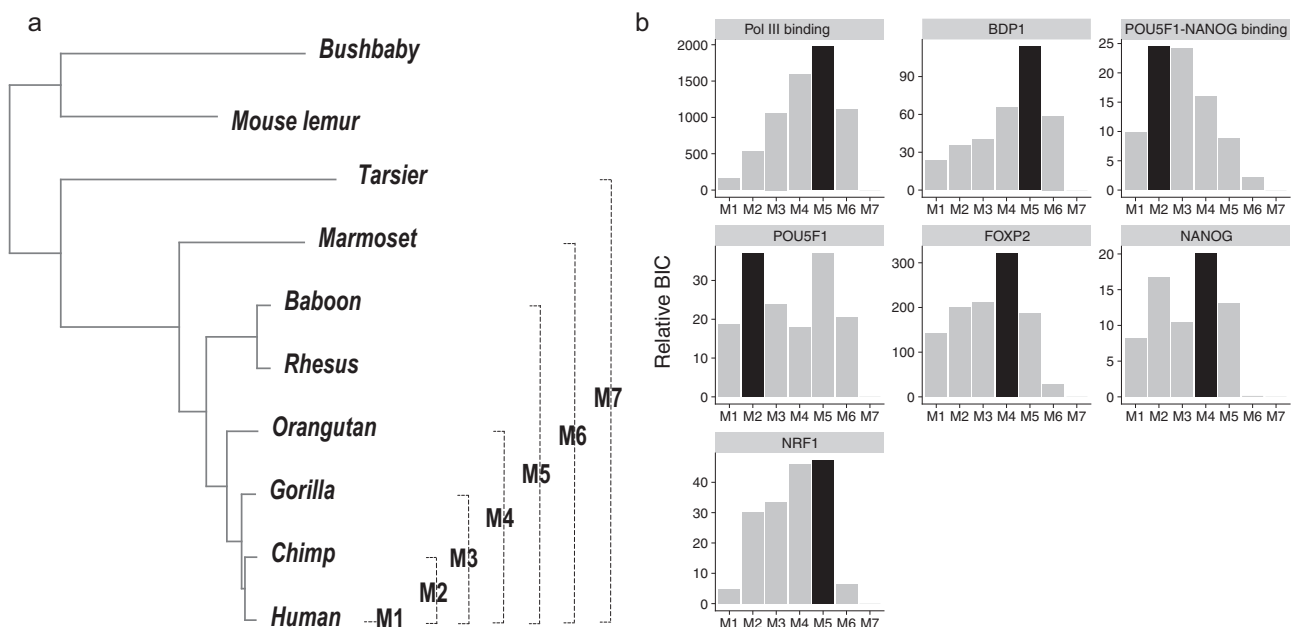 a
Bushbaby
Mouse lemur
Tarsier
Marmoset
Baboon
Rhesus
Orangutan
Gorilla
Chimp
Human
M1
M2
M3
M4
M5
M6
M7
b
Relative BIC
Pol III binding
2000
1500
1000
500
0
M1 M2 M3 M4 M5 M6 M7
BDP1
90
60
30
0
M1 M2 M3 M4 M5 M6 M7
POU5F1-NANOG binding
25
20
15
10
5
0
M1 M2 M3 M4 M5 M6 M7
POU5F1
30
20
10
0
M1 M2 M3 M4 M5 M6 M7
FOXP2
300
200
100
0
M1 M2 M3 M4 M5 M6 M7
NANOG
20
15
10
5
0
M1 M2 M3 M4 M5 M6 M7
NRF1
40
30
20
10
0
M1 M2 M3 M4 M5 M6 M7